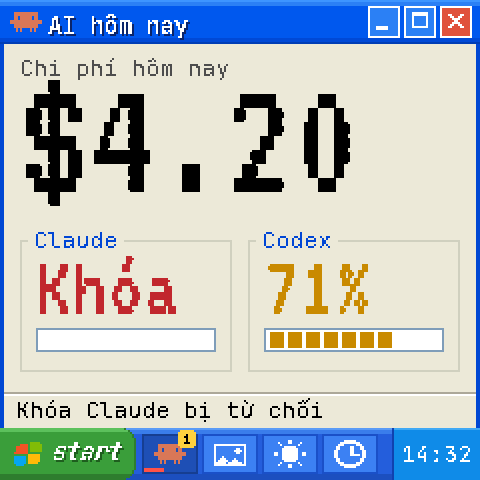 AI hôm nay
Chi phí hôm nay
$4.20
Claude
Khóa
Codex
71%
Khóa Claude bị từ chối
start
1
14:32